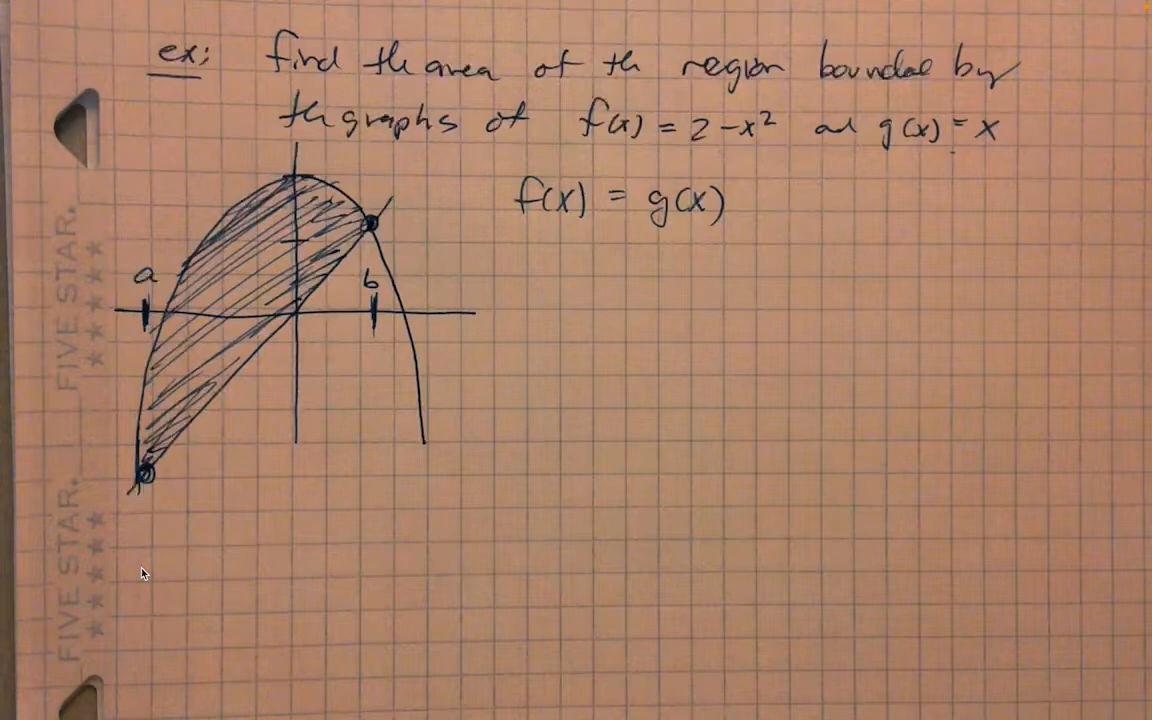 ex: find the area of the region bounded by
the graphs of f(x) = 2 - x² and g(x) = x
f(x) = g(x)
a
b
FIVE STAR.
FIVE STAR.